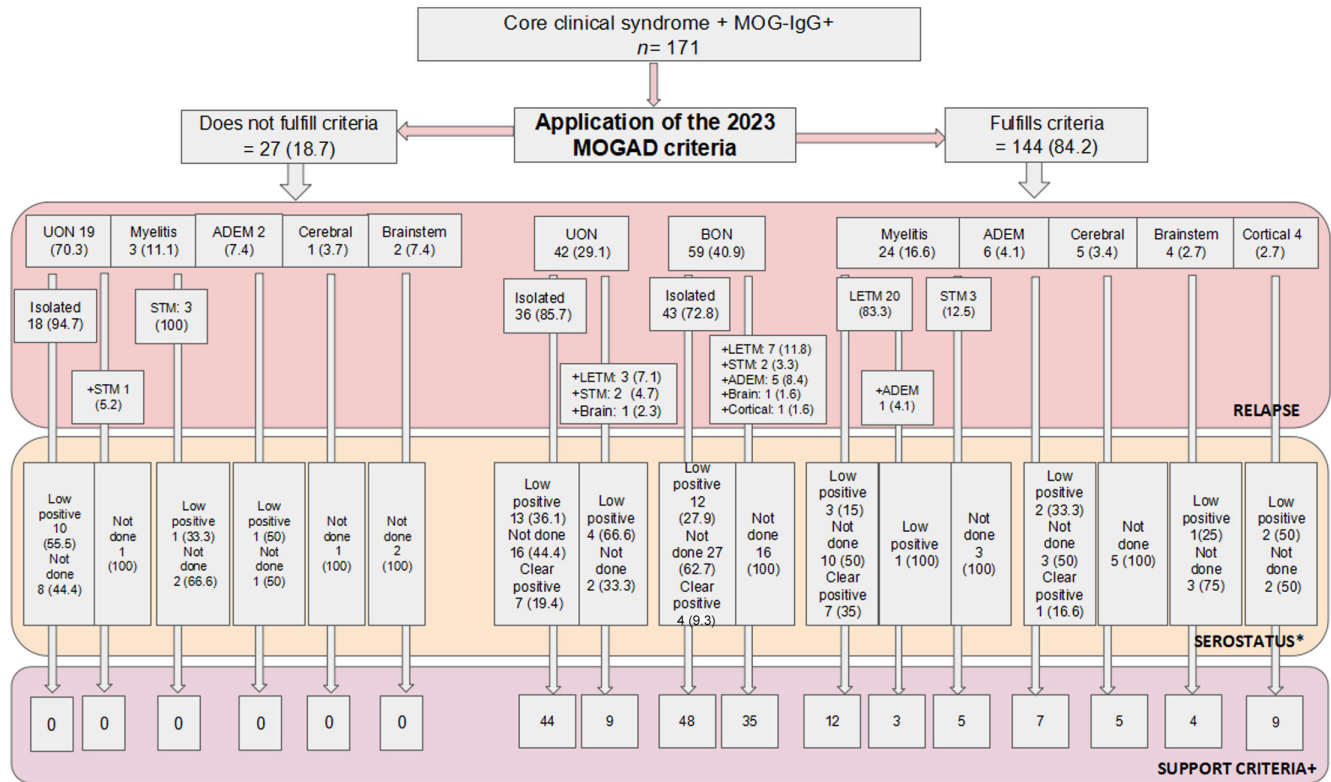 Core clinical syndrome + MOG-IgG+
n= 171
Does not fulfill criteria
= 27 (18.7)
Application of the 2023
MOGAD criteria
Fulfills criteria
= 144 (84.2)
UON 19
(70.3)
Myelitis
3 (11.1)
ADEM 2
(7.4)
Cerebral
1 (3.7)
Brainstem
2 (7.4)
UON
42 (29.1)
BON
59 (40.9)
Myelitis
24 (16.6)
ADEM
6 (4.1)
Cerebral
5 (3.4)
Brainstem
4 (2.7)
Cortical 4
(2.7)
Isolated
18 (94.7)
STM: 3
(100)
Isolated
36 (85.7)
Isolated
43 (72.8)
LETM 20
(83.3)
STM 3
(12.5)
+STM 1
(5.2)
+LETM: 3 (7.1)
+STM: 2 (4.7)
+Brain: 1 (2.3)
+LETM: 7 (11.8)
+STM: 2 (3.3)
+ADEM: 5 (8.4)
+Brain: 1 (1.6)
+Cortical: 1 (1.6)
+ADEM
1 (4.1)
RELAPSE
Low
positive
10
(55.5)
Not
done
8 (44.4)
Not
done
1
(100)
Low
positive
1 (33.3)
Not
done
2 (66.6)
Low
positive
1 (50)
Not
done
1 (50)
Not
done
1
(100)
Not
done
2
(100)
Low
positive
13 (36.1)
Not done
16 (44.4)
Clear
positive
7 (19.4)
Low
positive
4 (66.6)
Not
done
2 (33.3)
Low
positive
12
(27.9)
Not
done 27
(62.7)
Clear
positive
4 (9.3)
Not
done
16
(100)
Low
positive
3 (15)
Not
done
10 (50)
Clear
positive
7 (35)
Low
positive
1 (100)
Not
done
3
(100)
Low
positive
2 (33.3)
Not
done
3 (50)
Clear
positive
1 (16.6)
Not
done
5 (100)
Low
positive
1(25)
Not
done
3 (75)
Low
positive
2 (50)
Not
done
2 (50)
SEROSTATUS*
0
0
0
0
0
0
44
9
48
35
12
3
5
7
5
4
9
SUPPORT CRITERIA+